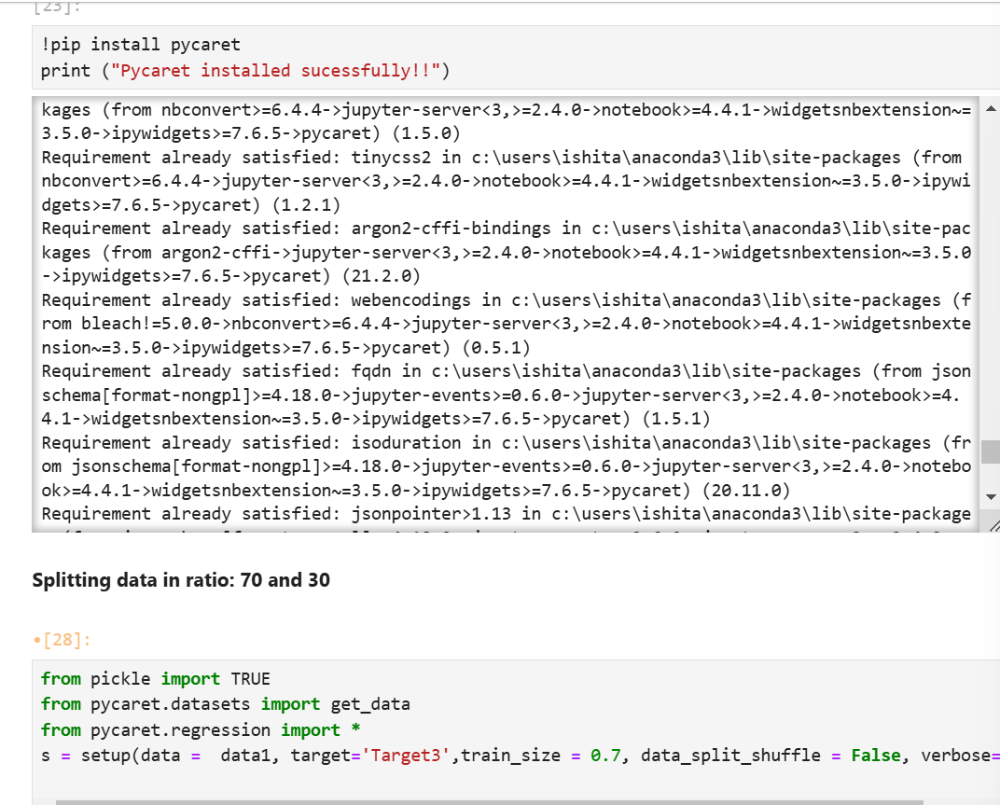 [23]:
!pip install pycaret
print ("Pycaret installed sucessfully!!")
kages (from nbconvert>=6.4.4->jupyter-server<3,>=2.4.0->notebook>=4.4.1->widgetsnbextension~=
3.5.0->ipywidgets>=7.6.5->pycaret) (1.5.0)
Requirement already satisfied: tinycss2 in c:\users\ishita\anaconda3\lib\site-packages (from
nbconvert>=6.4.4->jupyter-server<3,>=2.4.0->notebook>=4.4.1->widgetsnbextension~=3.5.0->ipywi
dgets>=7.6.5->pycaret) (1.2.1)
Requirement already satisfied: argon2-cffi-bindings in c:\users\ishita\anaconda3\lib\site-pac
kages (from argon2-cffi->jupyter-server<3,>=2.4.0->notebook>=4.4.1->widgetsnbextension~=3.5.0
->ipywidgets>=7.6.5->pycaret) (21.2.0)
Requirement already satisfied: webencodings in c:\users\ishita\anaconda3\lib\site-packages (f
rom bleach!=5.0.0->nbconvert>=6.4.4->jupyter-server<3,>=2.4.0->notebook>=4.4.1->widgetsnbexte
nsion~=3.5.0->ipywidgets>=7.6.5->pycaret) (0.5.1)
Requirement already satisfied: fqdn in c:\users\ishita\anaconda3\lib\site-packages (from json
schema[format-nongpl]>=4.18.0->jupyter-events>=0.6.0->jupyter-server<3,>=2.4.0->notebook>=4.
4.1->widgetsnbextension~=3.5.0->ipywidgets>=7.6.5->pycaret) (1.5.1)
Requirement already satisfied: isoduration in c:\users\ishita\anaconda3\lib\site-packages (fr
om jsonschema[format-nongpl]>=4.18.0->jupyter-events>=0.6.0->jupyter-server<3,>=2.4.0->notebo
ok>=4.4.1->widgetsnbextension~=3.5.0->ipywidgets>=7.6.5->pycaret) (20.11.0)
Requirement already satisfied: jsonpointer>1.13 in c:\users\ishita\anaconda3\lib\site-package
Splitting data in ratio: 70 and 30
•[28]:
from pickle import TRUE
from pycaret.datasets import get_data
from pycaret.regression import *
s = setup(data =  data1, target='Target3',train_size = 0.7, data_split_shuffle = False, verbose=